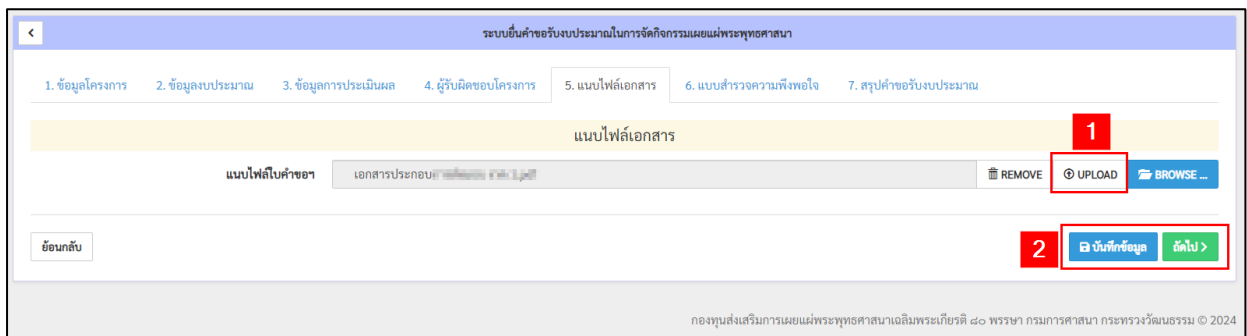 ระบบยื่นคำขอรับงบประมาณในการจัดกิจกรรมเผยแผ่พระพุทธศาสนา
1. ข้อมูลโครงการ 2. ข้อมูลงบประมาณ 3. ข้อมูลการประเมินผล 4. ผู้รับผิดชอบโครงการ 5. แนบไฟล์เอกสาร 6. แบบสำรวจความพึงพอใจ 7. สรุปคำขอรับงบประมาณ
แนบไฟล์เอกสาร
1
แนบไฟล์ใบคำขอฯ เอกสารประกอบ REMOVE UPLOAD BROWSE ...
ย้อนกลับ 2 บันทึกข้อมูล ถัดไป >
กองทุนส่งเสริมการเผยแผ่พระพุทธศาสนาเฉลิมพระเกียรติ ๘๐ พรรษา กรมการศาสนา กระทรวงวัฒนธรรม © 2024